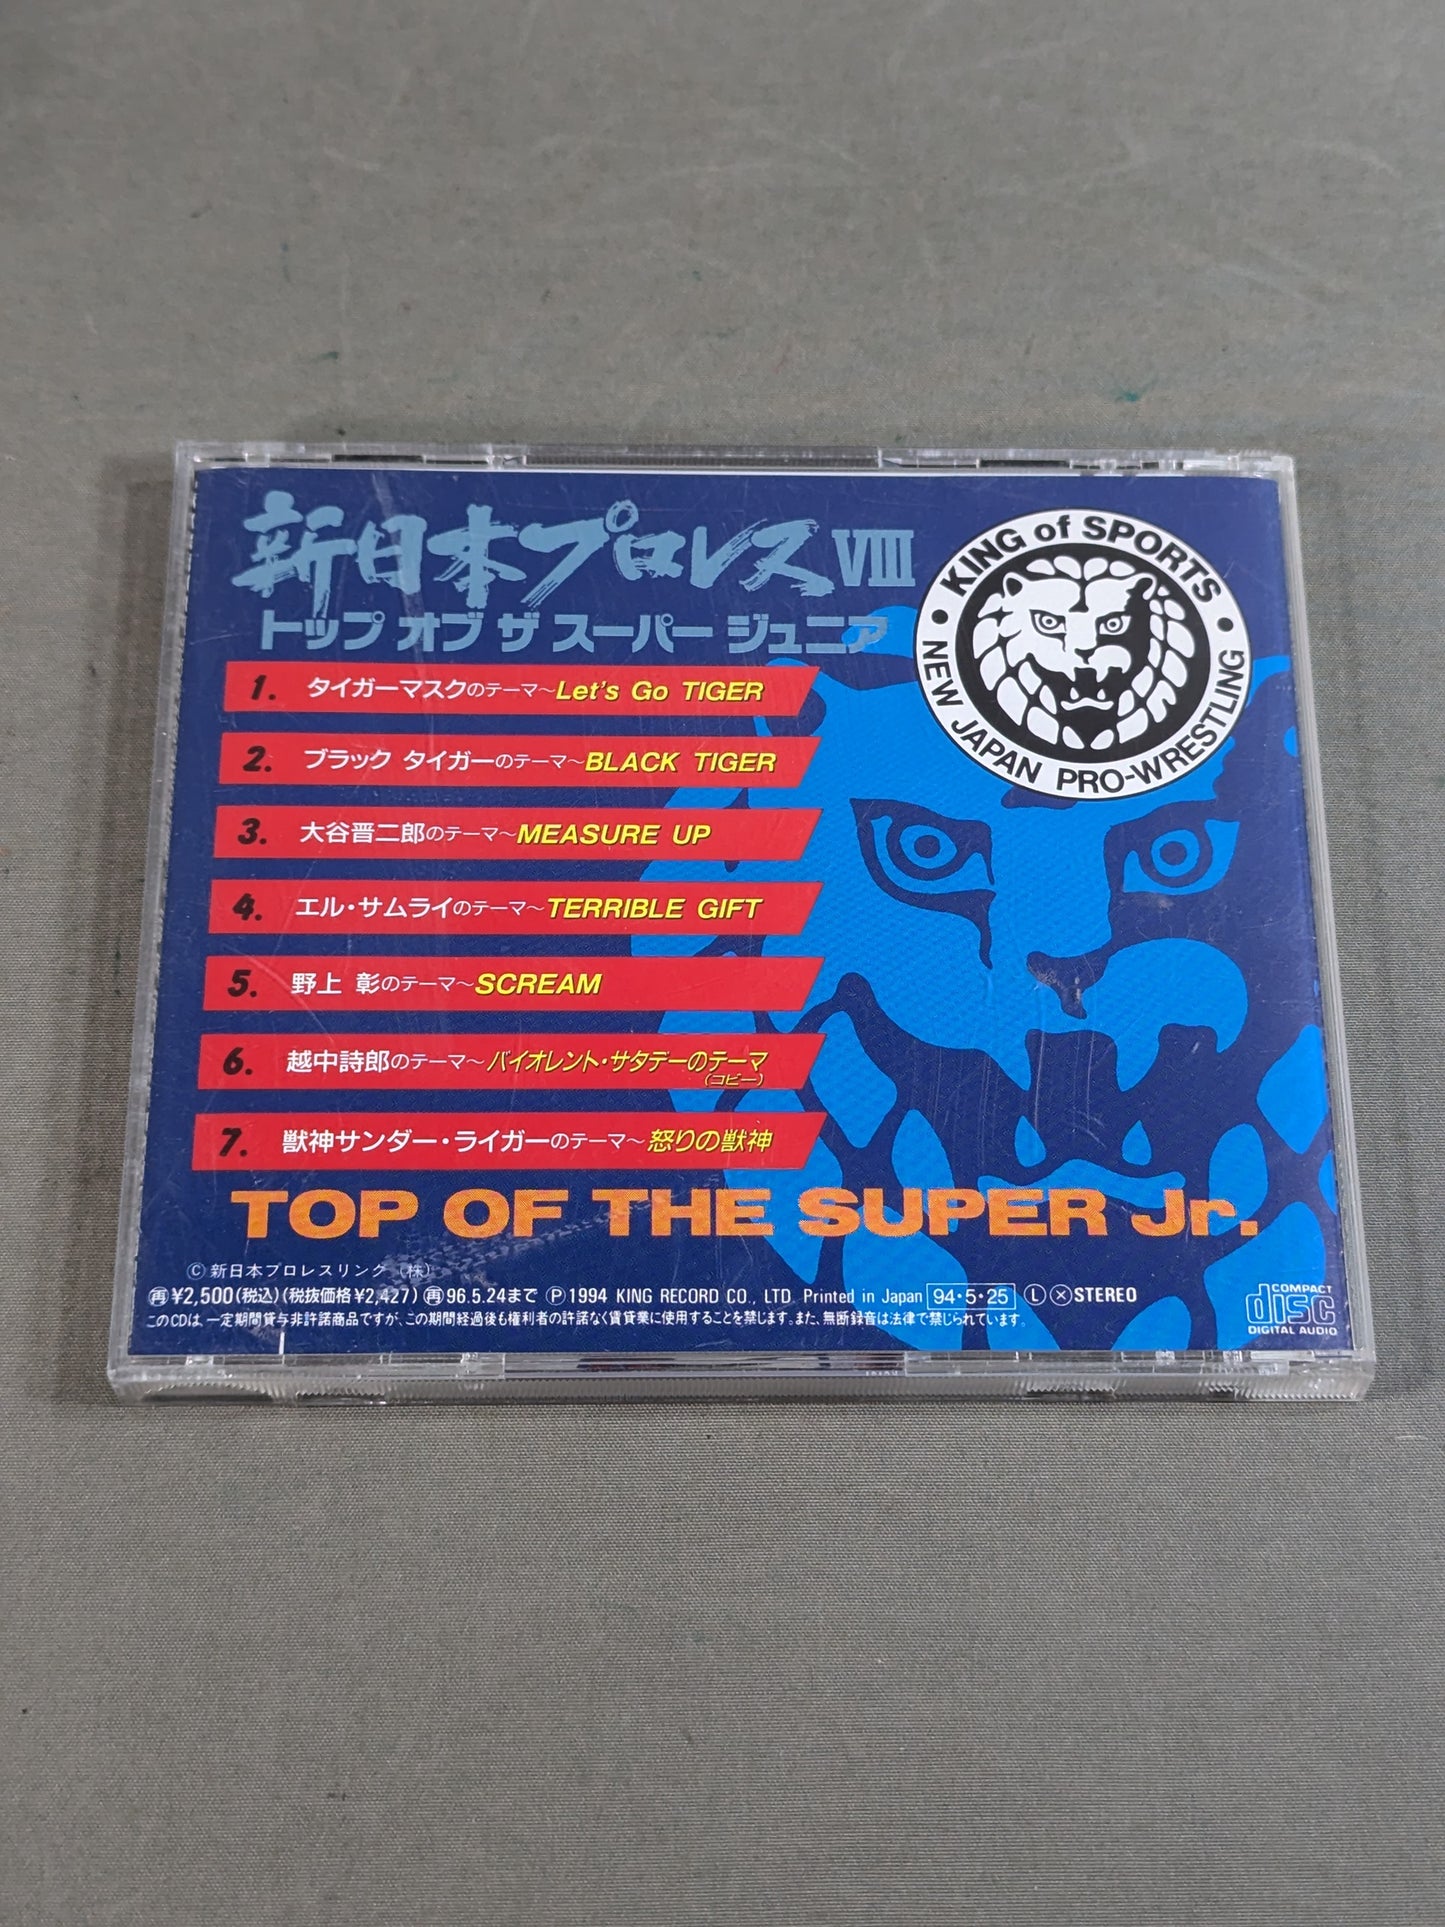 新日本プロレスVIII
トップ オブ ザ スーパー ジュニア
KING of SPORTS
NEW JAPAN PRO-WRESTLING
1. タイガーマスクのテーマ〜Let's Go TIGER
2. ブラック タイガーのテーマ〜BLACK TIGER
3. 大谷晋二郎のテーマ〜MEASURE UP
4. エル・サムライのテーマ〜TERRIBLE GIFT
5. 野上 彰のテーマ〜SCREAM
6. 越中詩郎のテーマ〜バイオレント・サタデーのテーマ
(コピー)
7. 獣神サンダー・ライガーのテーマ〜怒りの獣神
TOP OF THE SUPER Jr.
Ⓒ新日本プロレスリング (株)
㊢¥2,500(税込)(税抜価格¥2,427) ㊢96.5.24まで Ⓟ1994 KING RECORD CO., LTD. Printed in Japan 94・5・25 Ⓛ Ⓧ STEREO
このCDは、一定期間貸与非許諾商品ですが、この期間経過後も権利者の許諾なく賃貸業に使用することを禁じます。また、無断録音は法律で禁じられています。
COMPACT
disc
DIGITAL AUDIO